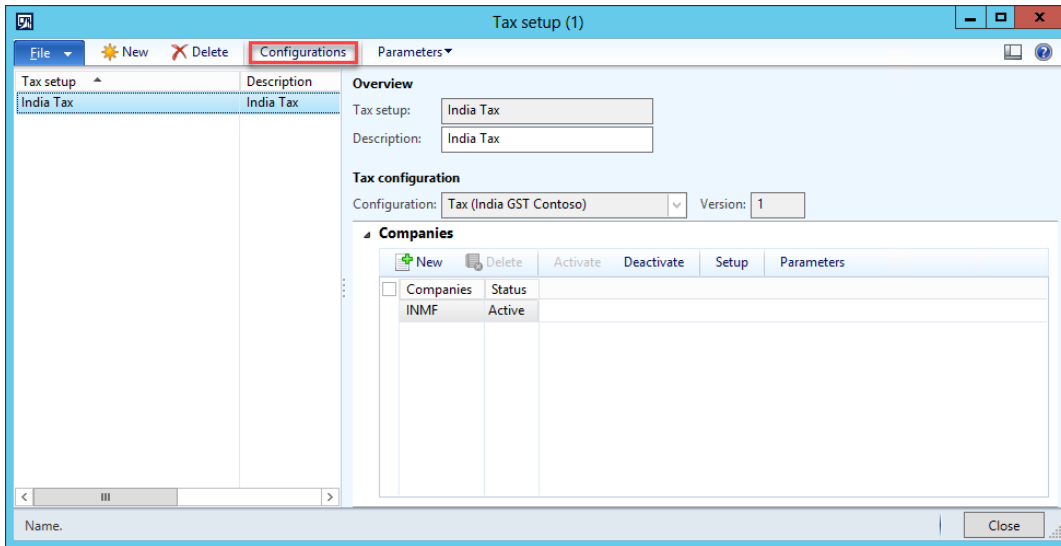 Tax setup (1)
File New Delete Configurations Parameters
Tax setup Description
India Tax India Tax
Overview
Tax setup: India Tax
Description: India Tax
Tax configuration
Configuration: Tax (India GST Contoso) Version: 1
Companies
New Delete Activate Deactivate Setup Parameters
Companies Status
INMF Active
Name.
Close